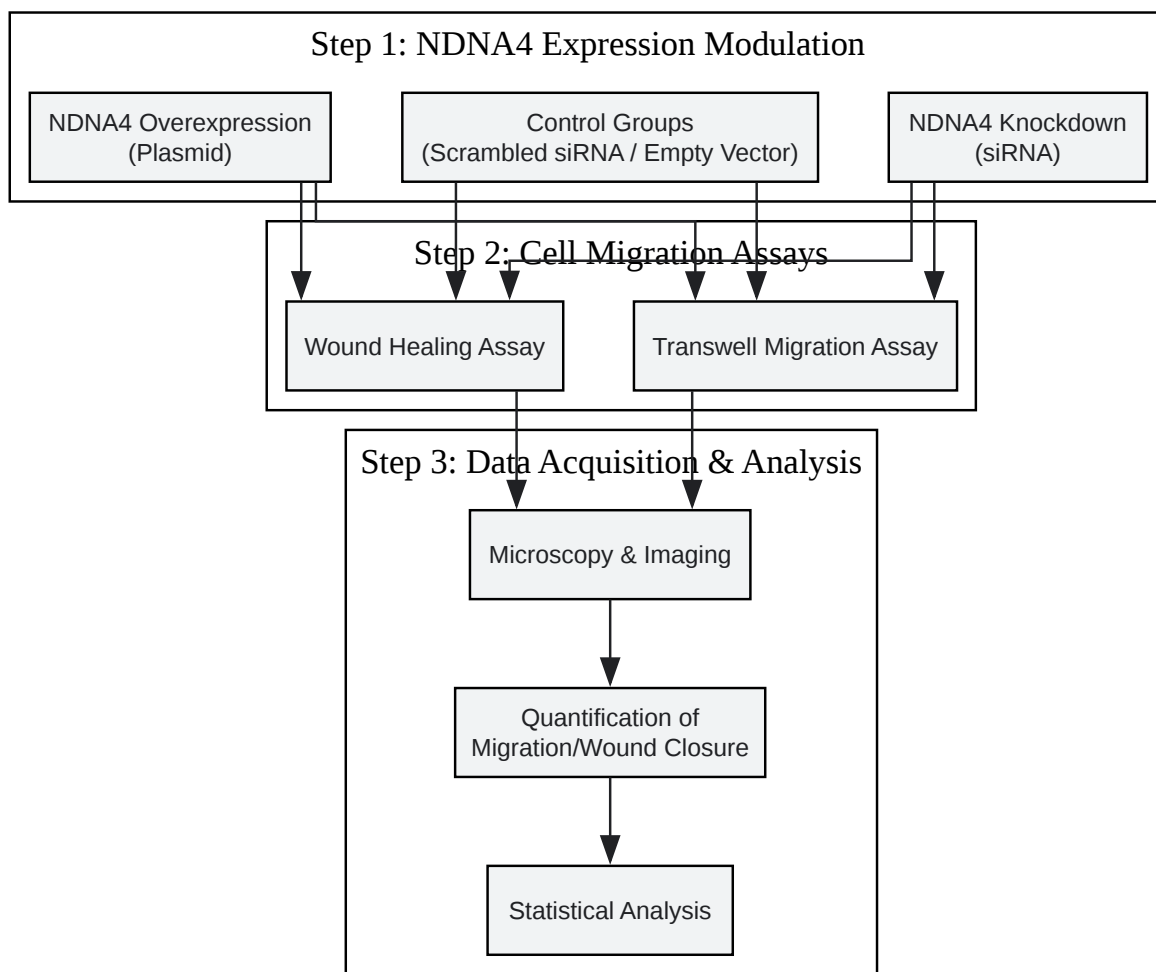 Step 1: NDNA4 Expression Modulation
NDNA4 Overexpression
(Plasmid)
Control Groups
(Scrambled siRNA / Empty Vector)
NDNA4 Knockdown
(siRNA)
Step 2: Cell Migration Assays
Wound Healing Assay
Transwell Migration Assay
Step 3: Data Acquisition & Analysis
Microscopy & Imaging
Quantification of
Migration/Wound Closure
Statistical Analysis